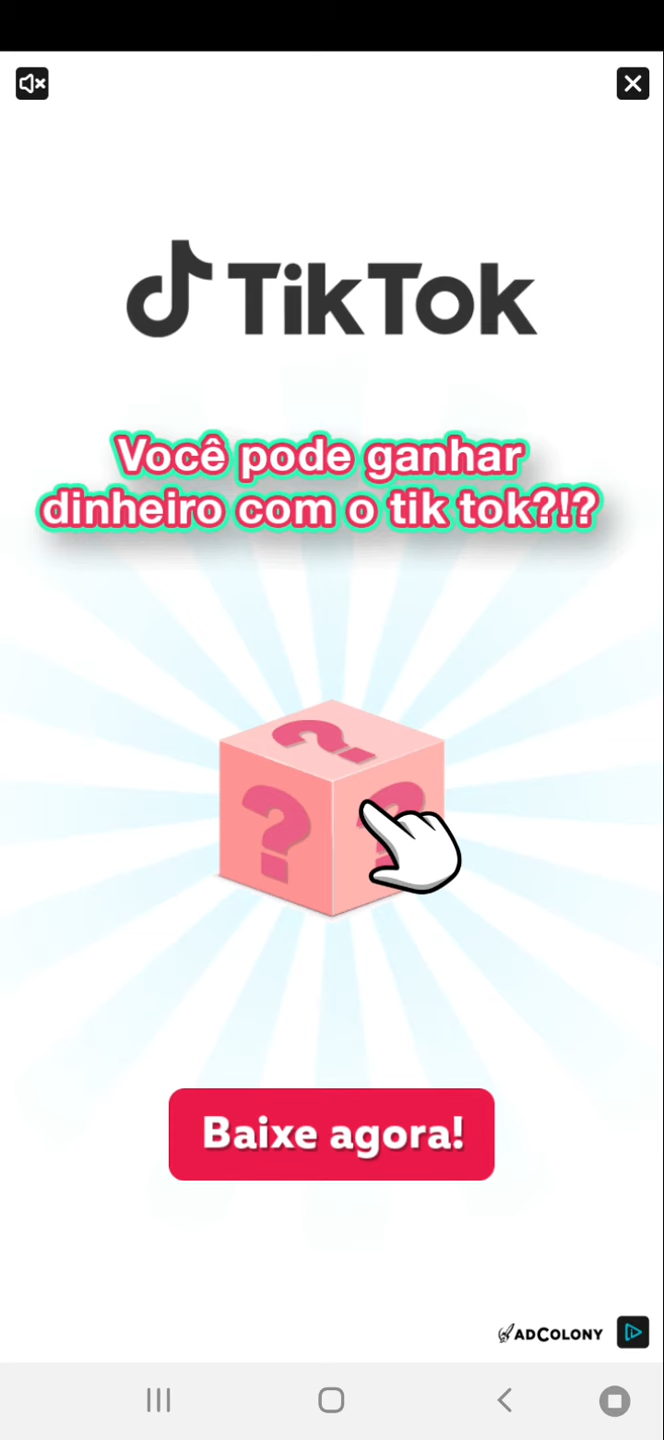 TikTok
Você pode ganhar
dinheiro com o tik tok?!?
? ? ?
Baixe agora!
ADCOLONY